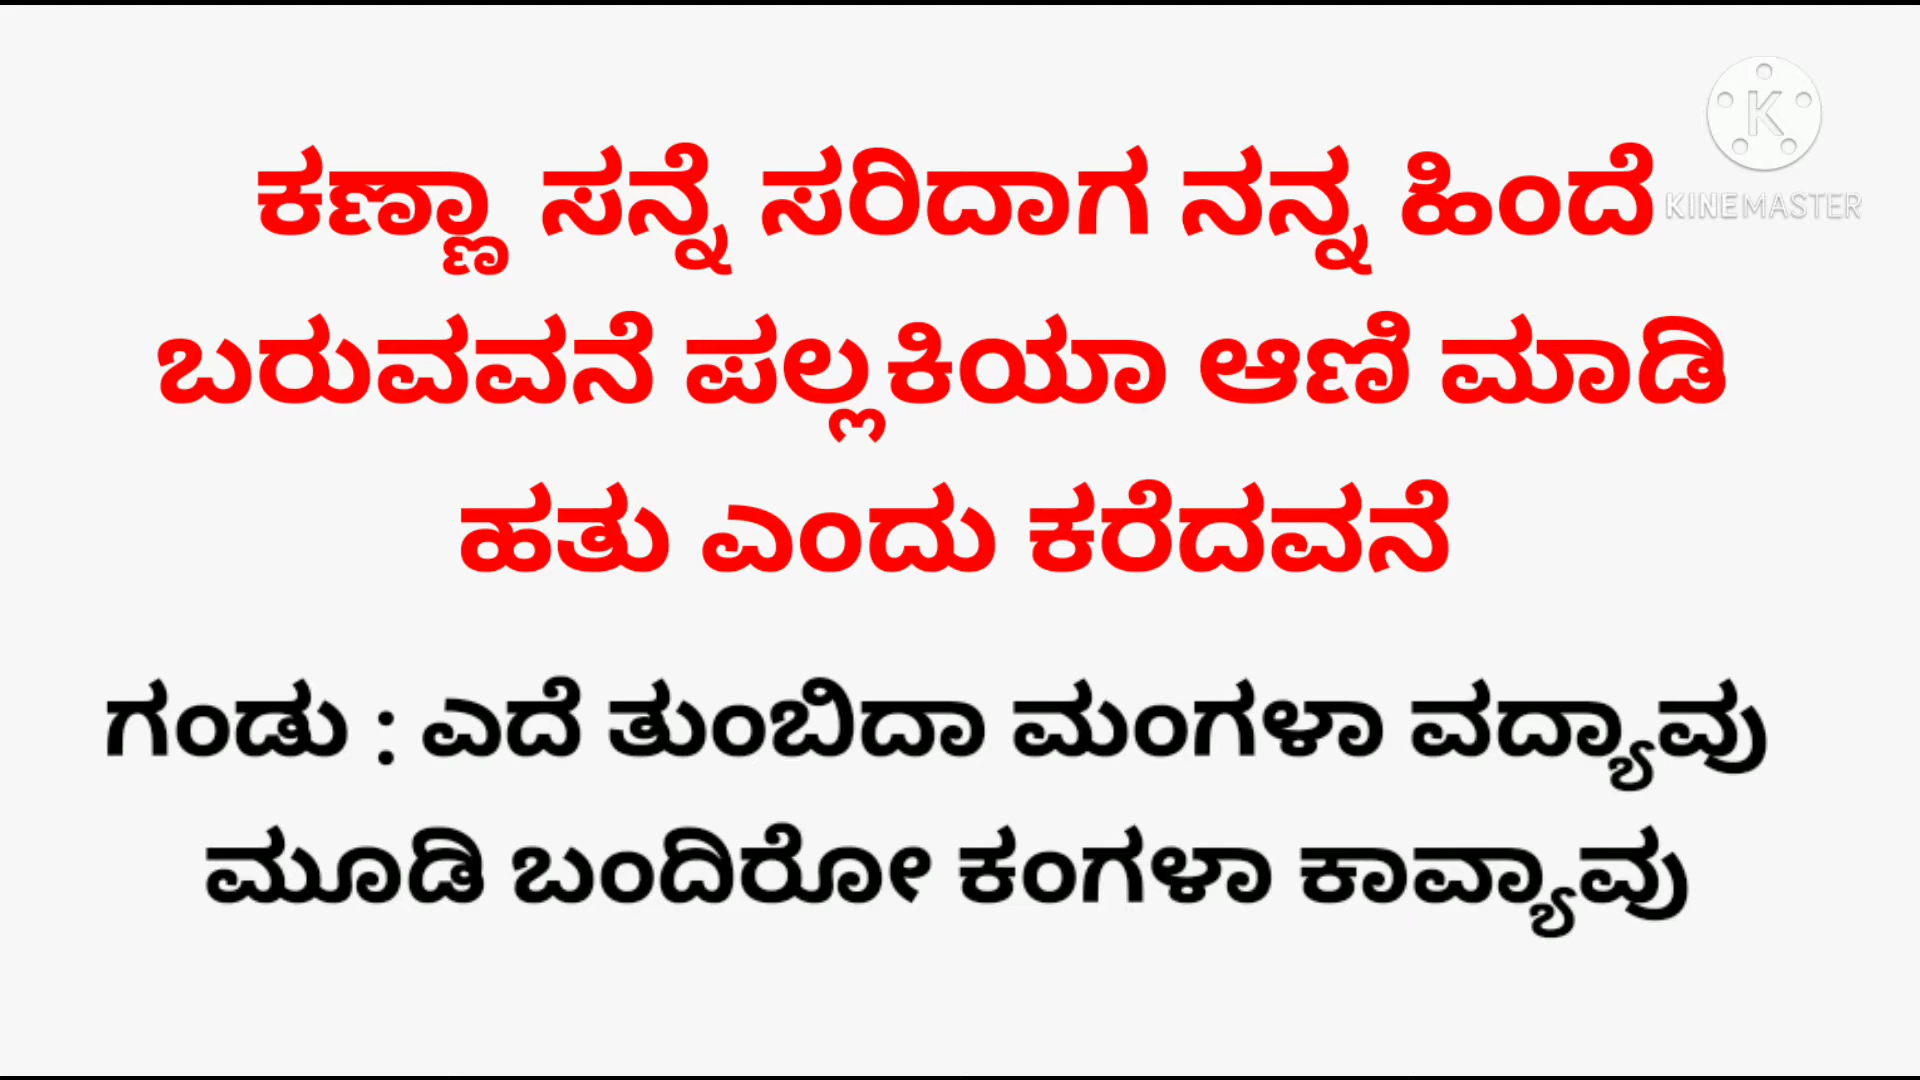 ಕಣ್ಣಾ ಸನ್ನೆ ಸರಿದಾಗ ನನ್ನ ಹಿಂದೆ
ಬರುವವನೆ ಪಲ್ಲಕಿಯಾ ಆಣಿ ಮಾಡಿ
ಹತು ಎಂದು ಕರೆದವನೆ
ಗಂಡು : ಎದೆ ತುಂಬಿದಾ ಮಂಗಳಾ ವದ್ಯಾವು
ಮೂಡಿ ಬಂದಿರೋ ಕಂಗಳಾ ಕಾವ್ಯಾವು
K
KINEMASTER